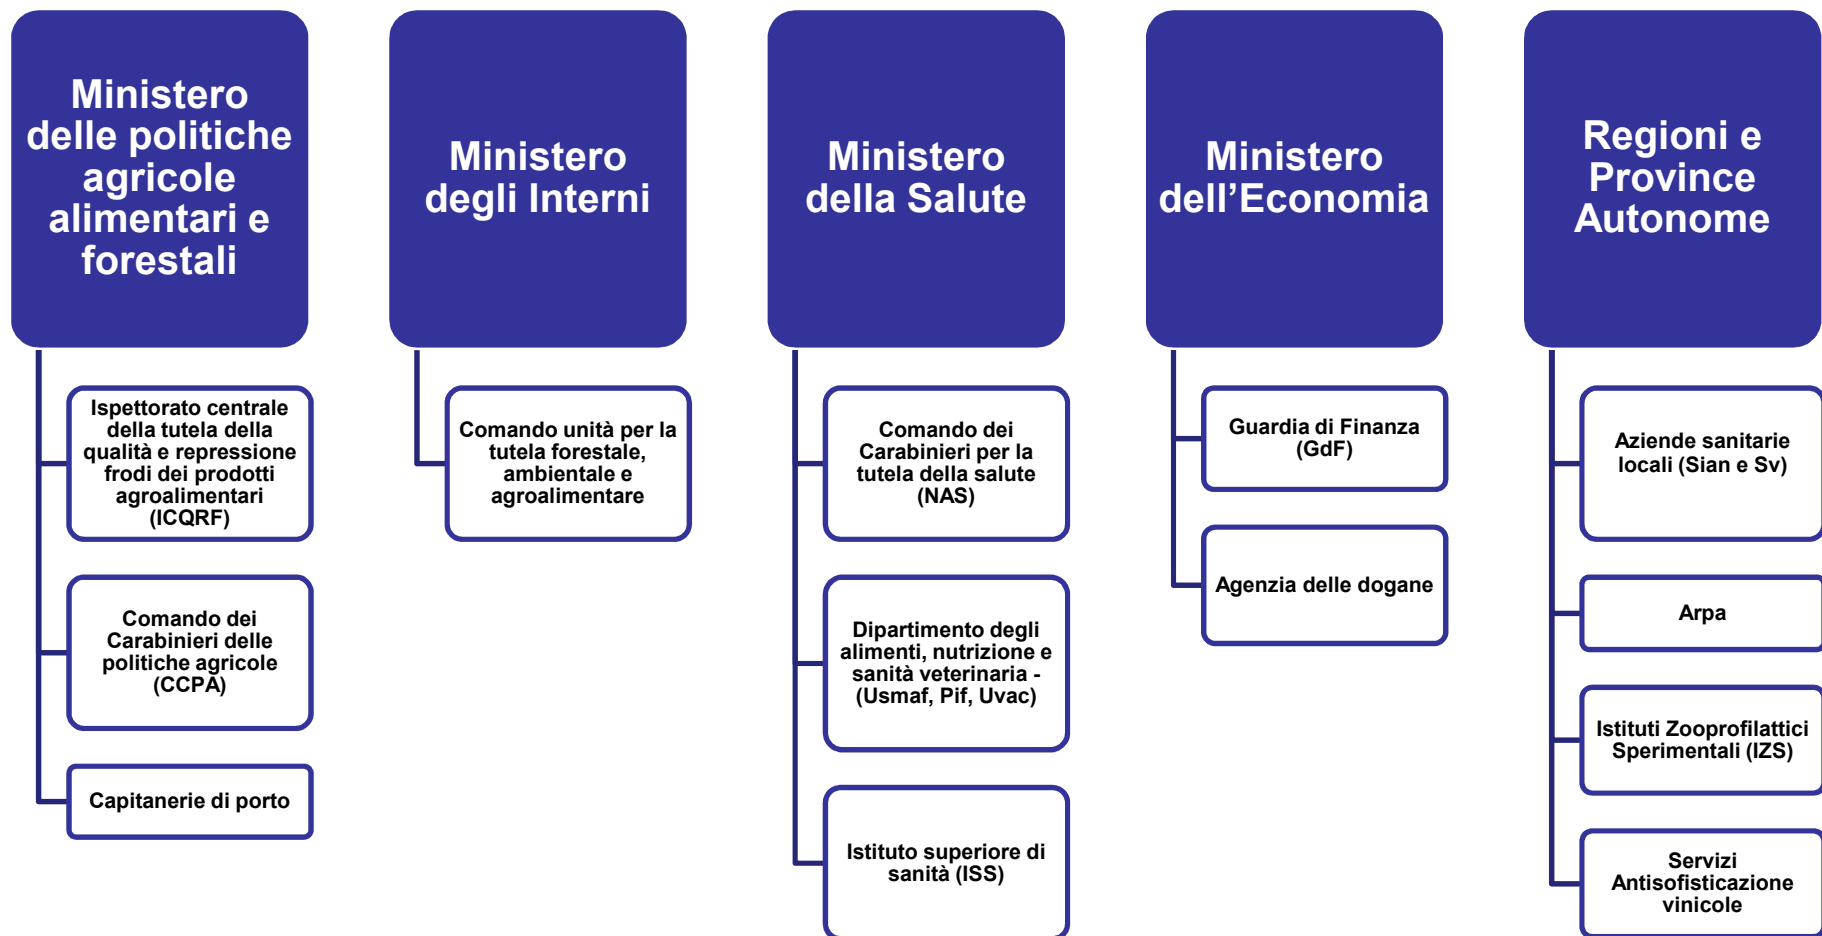 Ministero
delle politiche
agricole
alimentari e
forestali
Ispettorato centrale
della tutela della
qualità e repressione
frodi dei prodotti
agroalimentari
(ICQRF)
Comando dei
Carabinieri delle
politiche agricole
(CCPA)
Capitanerie di porto
Ministero
degli Interni
Comando unità per la
tutela forestale,
ambientale e
agroalimentare
Ministero
della Salute
Comando dei
Carabinieri per la
tutela della salute
(NAS)
Dipartimento degli
alimenti, nutrizione e
sanità veterinaria -
(Usmaf, Pif, Uvac)
Istituto superiore di
sanità (ISS)
Ministero
dell’Economia
Guardia di Finanza
(GdF)
Agenzia delle dogane
Regioni e
Province
Autonome
Aziende sanitarie
locali (Sian e Sv)
Arpa
Istituti Zooprofilattici
Sperimentali (IZS)
Servizi
Antisofisticazione
vinicole